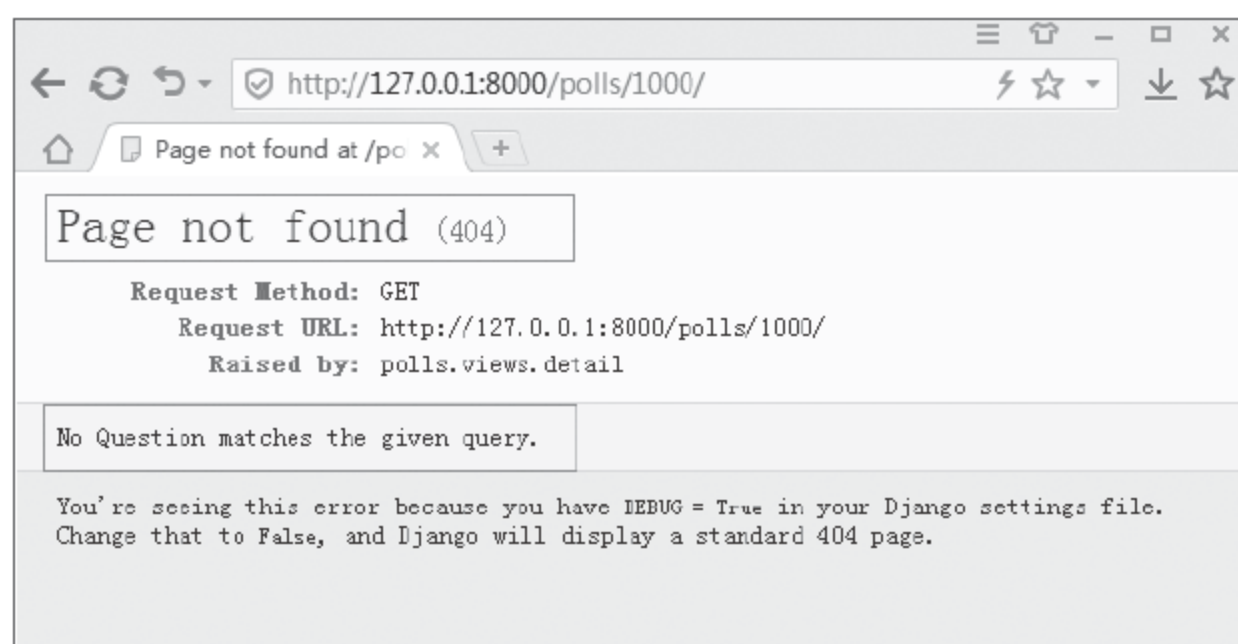 http://127.0.0.1:8000/polls/1000/
Page not found at /po
Page not found (404)
Request Method: GET
Request URL: http://127.0.0.1:8000/polls/1000/
Raised by: polls.views.detail
No Question matches the given query.
You're seeing this error because you have DEBUG = True in your Django settings file.
Change that to False, and Django will display a standard 404 page.